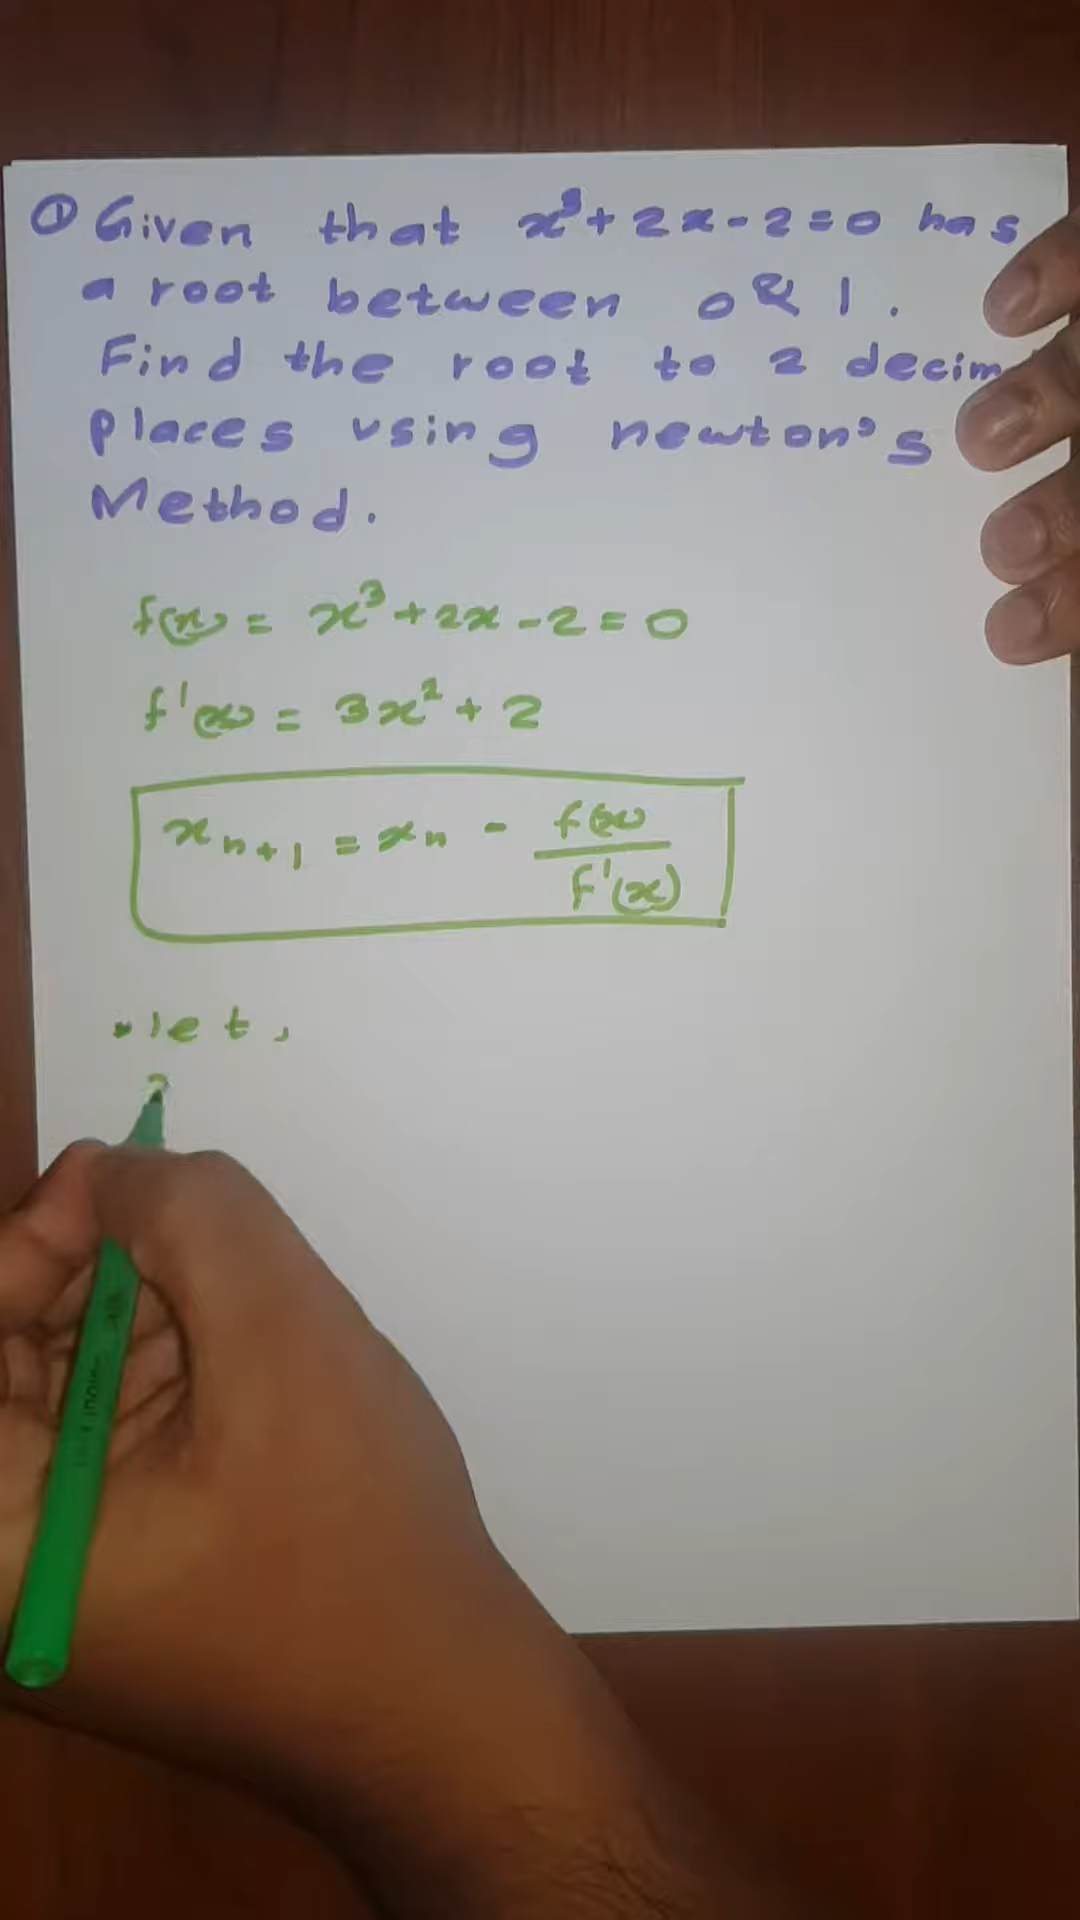 ① Given that x³+2x-2=0 has
a root between 0 & 1.
Find the root to 2 decim
places using newton's
Method.
f(x) = x³+2x-2=0
f'(x) = 3x²+2
xₙ₊₁ = xₙ - f(x)/f'(x)
•let,